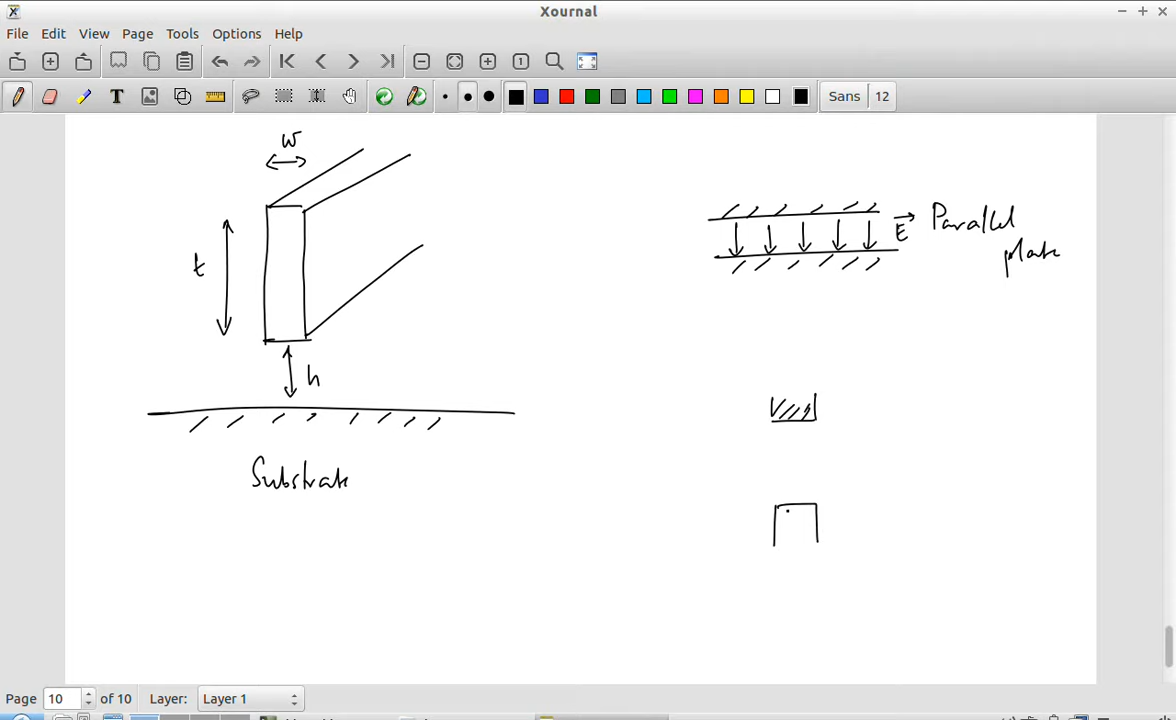 Xournal
File Edit View Page Tools Options Help
Sans 12
w
t
h
Substrate
E
Parallel
plate
Page 10 of 10 Layer: Layer 1